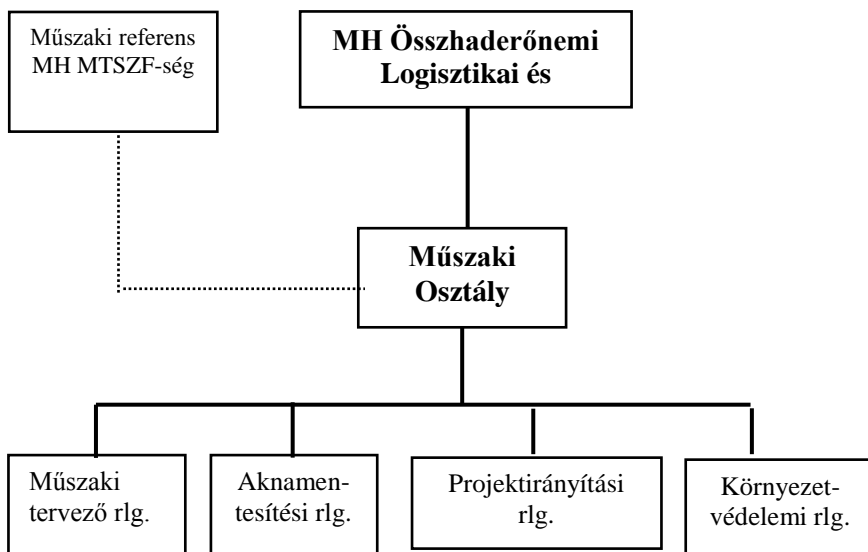 Műszaki referens
MH MTSZF-ség
MH Összhaderőnemi
Logisztikai és
Műszaki
Osztály
Műszaki
tervező rlg.
Aknamen-
tesítési rlg.
Projektirányítási
rlg.
Környezet-
védelemi rlg.